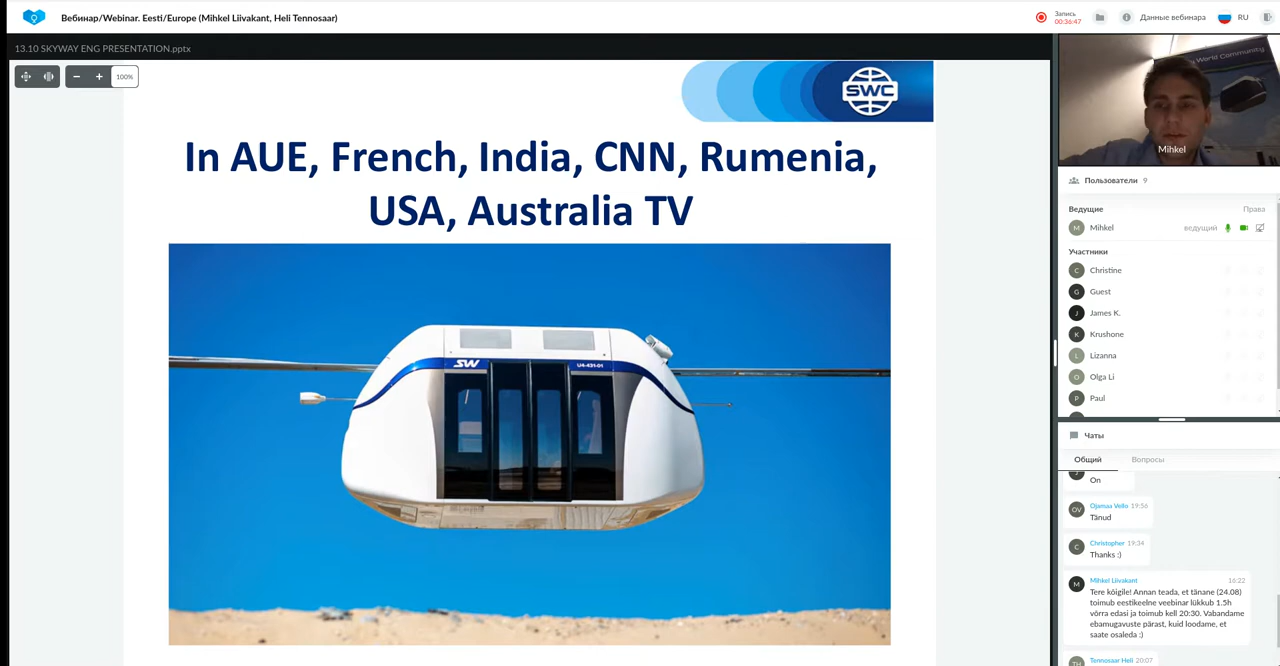 Вебинар/Webinar. Eesti/Europe (Mihkel Liivakant, Heli Tennosaar)
Запись
00:36:47
Данные вебинара
RU
13.10 SKYWAY ENG PRESENTATION.pptx
100%
SWC
In AUE, French, India, CNN, Rumenia,
USA, Australia TV
SW
U4-431-01
World Community
Mihkel
Пользователи 9
Ведущие Права
M Mihkel ведущий
Участники
C Christine
G Guest
J James K.
K Krushone
L Lizanna
O Olga Li
P Paul
Чаты
Общий Вопросы
On
OV Ojamaa Vello 19:56
Tänud
C Christopher 19:34
Thanks :)
M Mihkel Liivakant 16:22
Tere kõigile! Annan teada, et tänane (24.08)
toimub eestikeelne veebinar lükkub 1.5h
võrra edasi ja toimub kell 20:30. Vabandame
ebamugavuste pärast, kuid loodame, et
saate osaleda :)
TH Tennosaar Heli 20:07